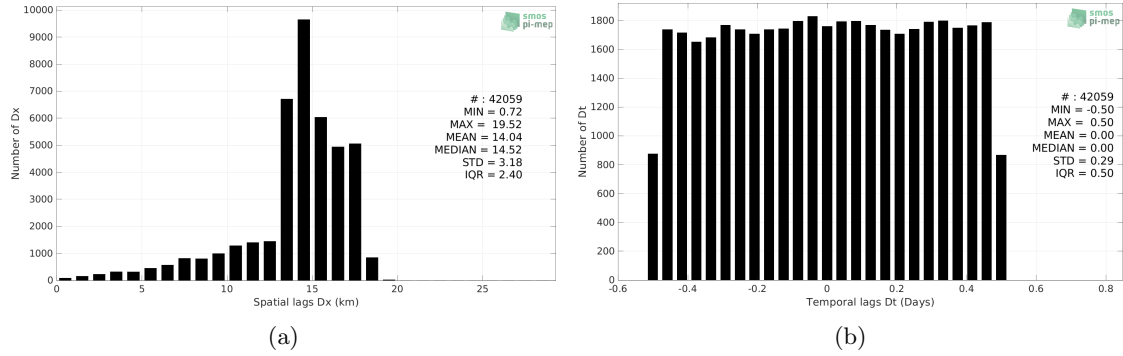 10000
9000
8000
7000
6000
5000
4000
3000
2000
1000
0
Number of Dx
smos
pi-mep
# : 42059
MIN = 0.72
MAX = 19.52
MEAN = 14.04
MEDIAN = 14.52
STD = 3.18
IQR = 2.40
0 5 10 15 20 25
Spatial lags Dx (km)
(a)
1800
1600
1400
1200
1000
800
600
400
200
0
Number of Dt
smos
pi-mep
# : 42059
MIN = -0.50
MAX = 0.50
MEAN = 0.00
MEDIAN = 0.00
STD = 0.29
IQR = 0.50
-0.6 -0.4 -0.2 0 0.2 0.4 0.6 0.8
Temporal lags Dt (Days)
(b)